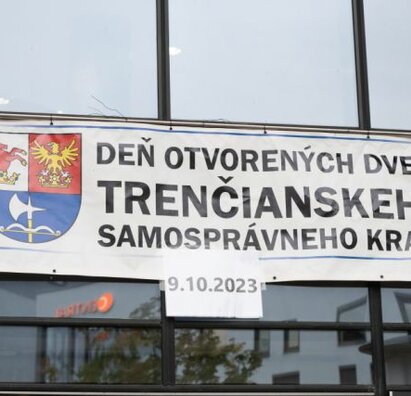 DEŇ OTVORENÝCH DVE
TRENČIANSKEH
SAMOSPRÁVNEHO KRA
9.10.2023